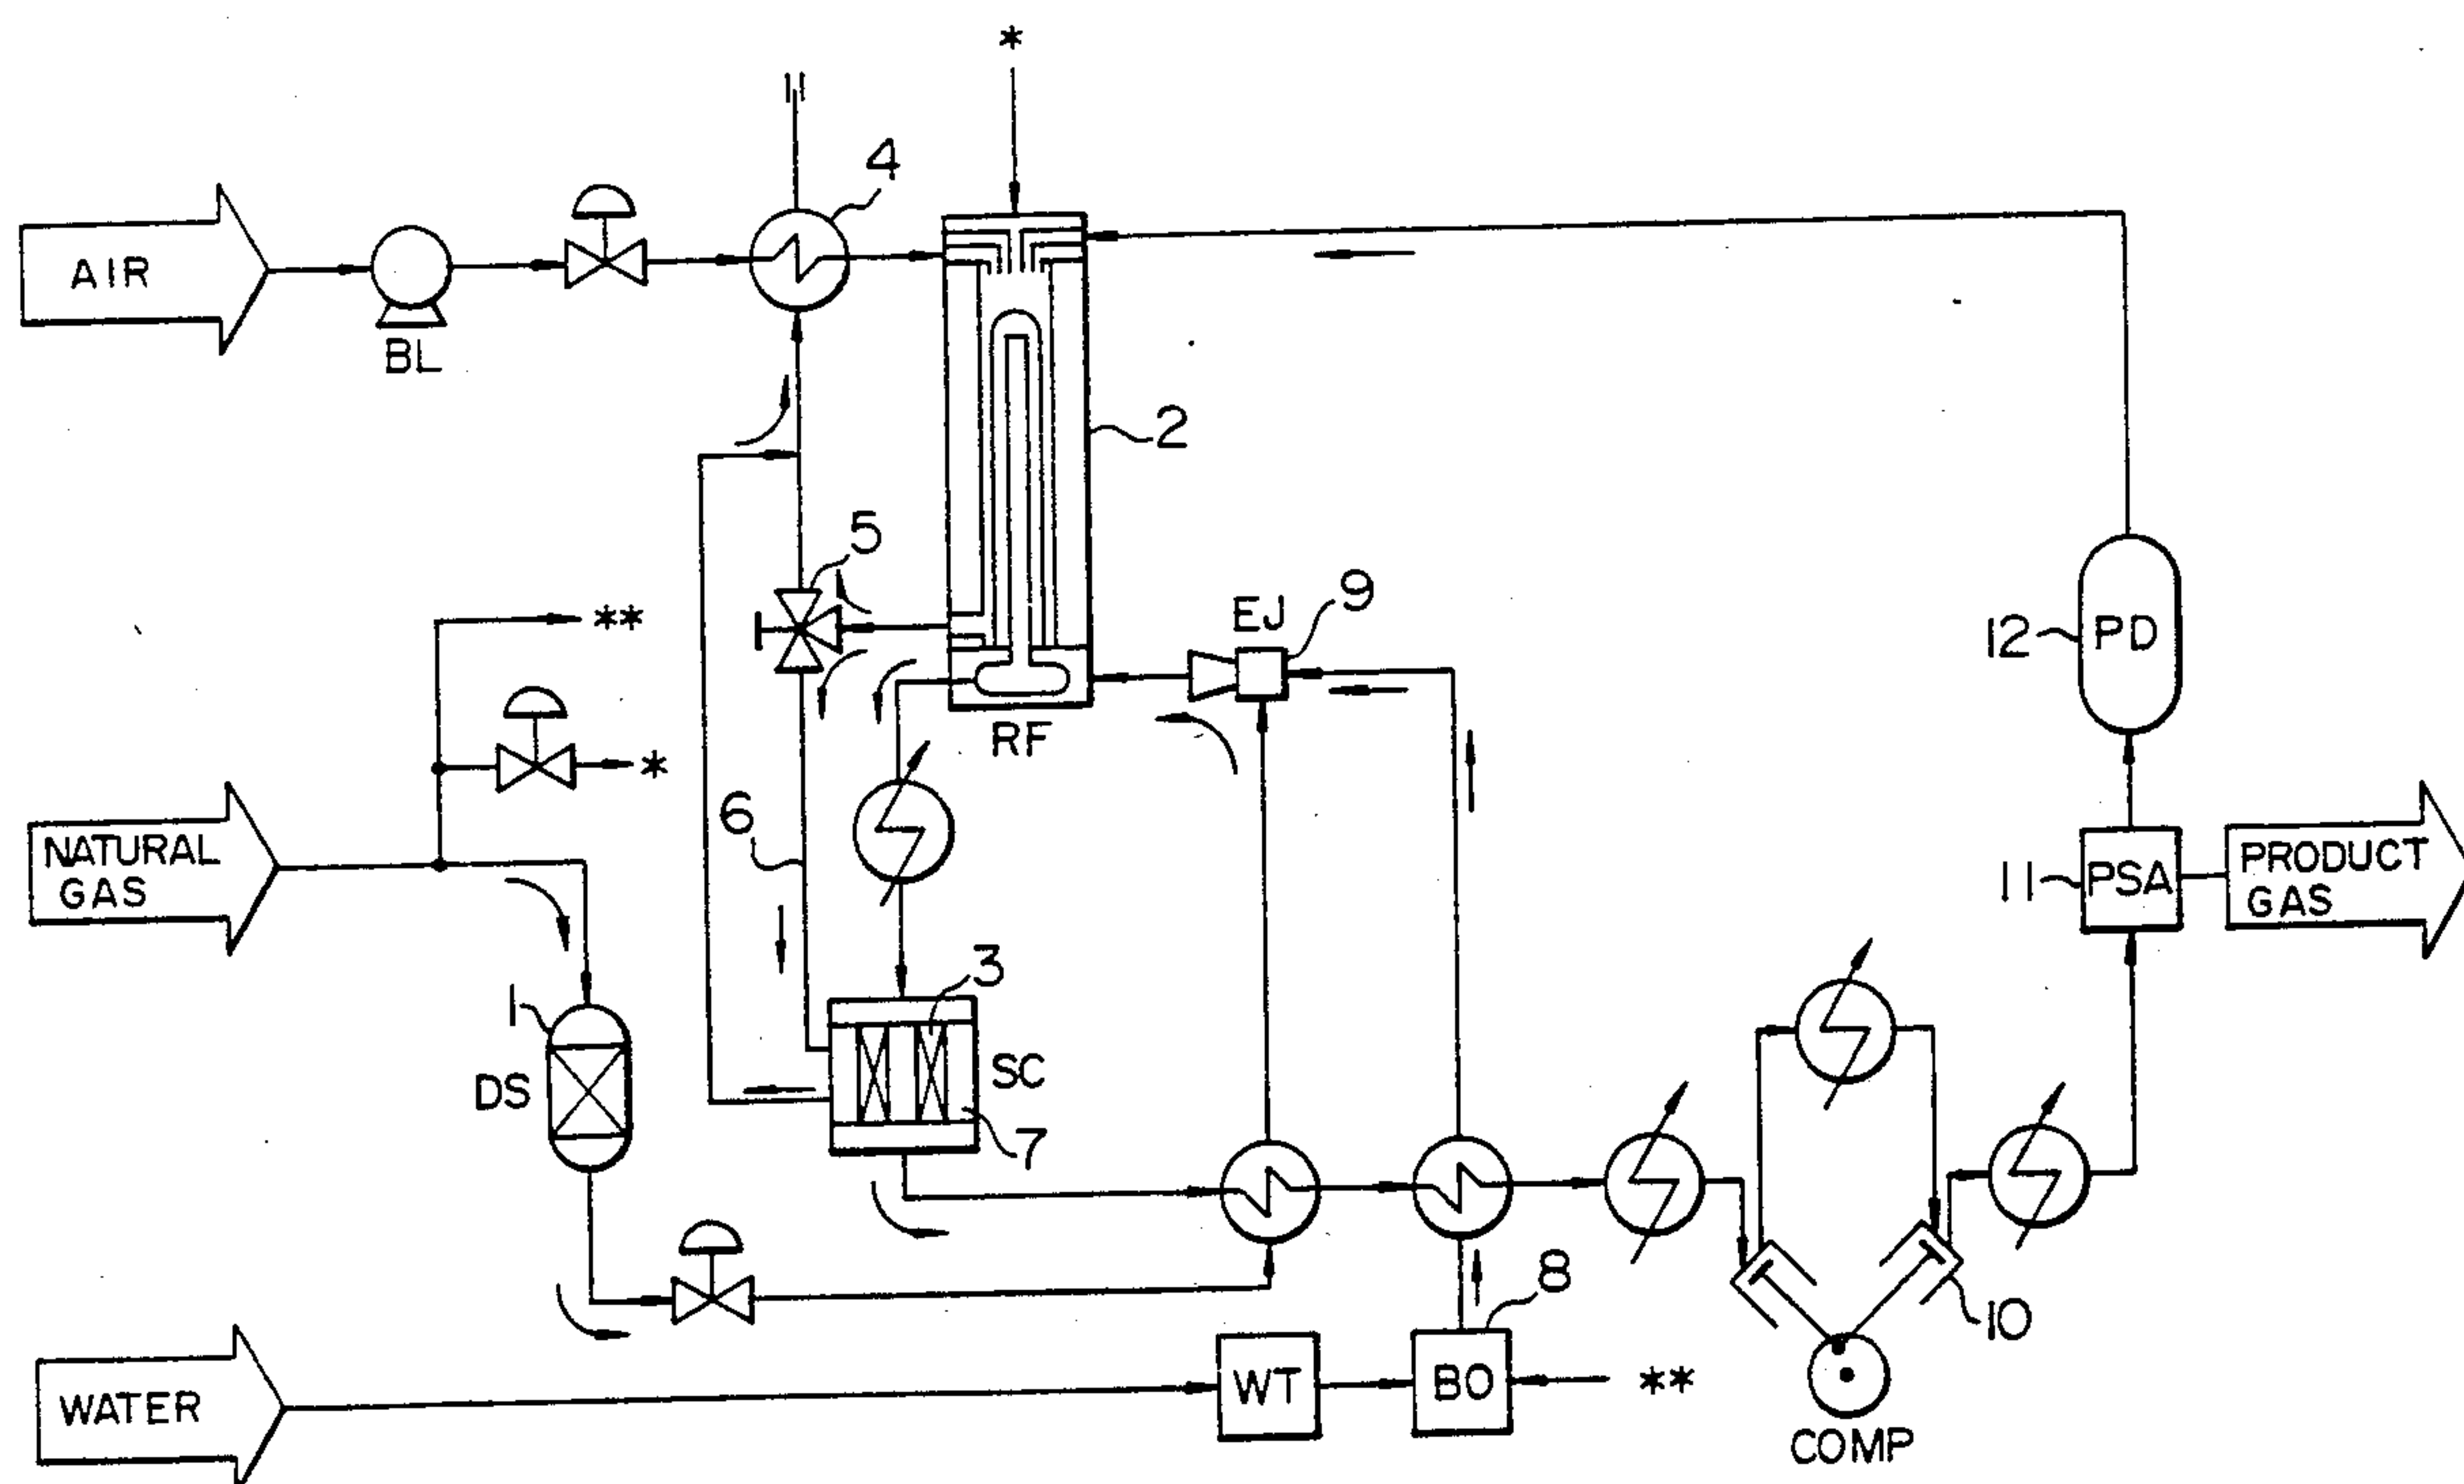 *
4
AIR
BL
2
5
9
EJ
**
12
PD
RF
*
6
NATURAL
GAS
11
PSA
PRODUCT
GAS
3
1
SC
DS
7
8
10
WATER
WT
BO
**
COMP